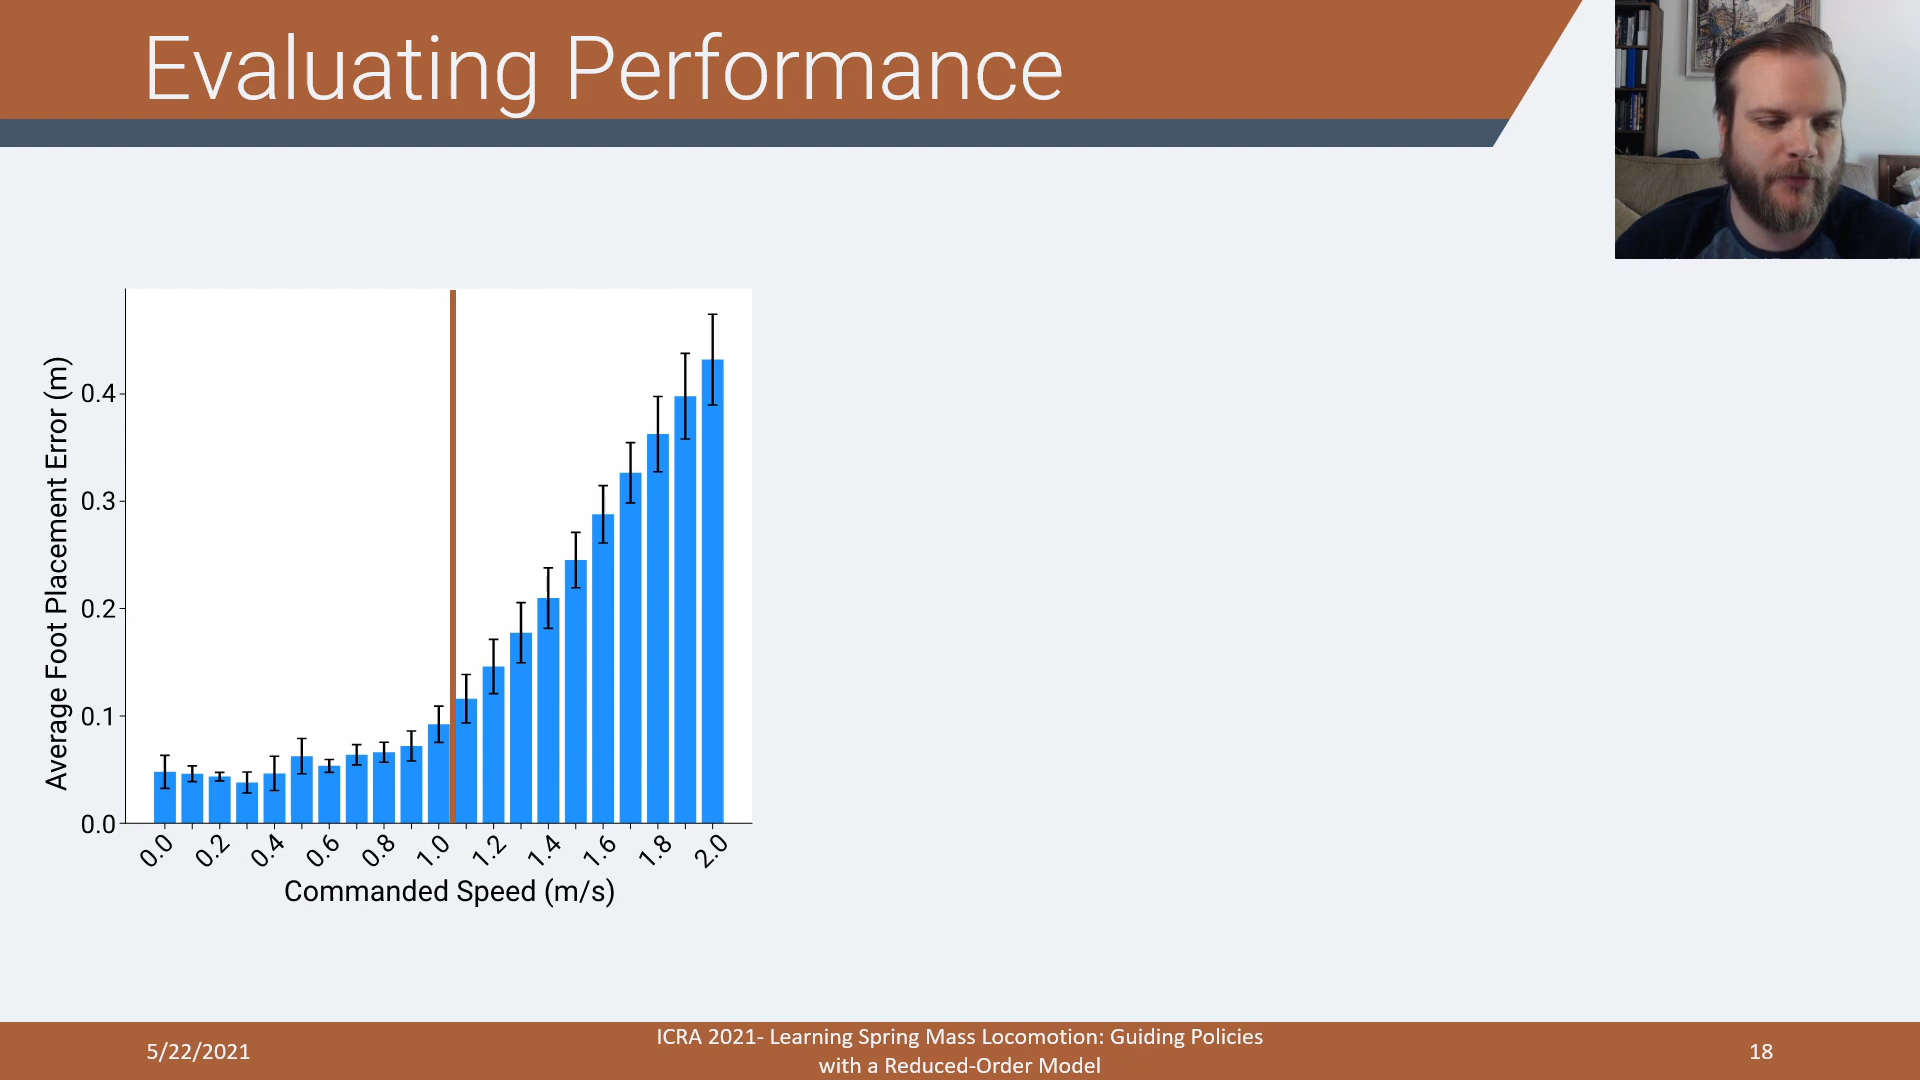 Evaluating Performance
Average Foot Placement Error (m)
0.4
0.3
0.2
0.1
0.0
0.0 0.2 0.4 0.6 0.8 1.0 1.2 1.4 1.6 1.8 2.0
Commanded Speed (m/s)
5/22/2021
ICRA 2021- Learning Spring Mass Locomotion: Guiding Policies
with a Reduced-Order Model
18